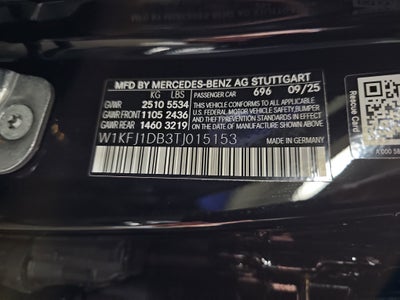 MFD BY MERCEDES-BENZ AG STUTTGART
KG LBS PASSENGER CAR 696 09/25
GVWR 2510 5534
GAWR FRONT 1105 2436
GAWR REAR 1460 3219
THIS VEHICLE CONFORMS TO ALL APPLICABLE
FEDERAL MOTOR VEHICLE SAFETY, BUMPER,
AND THEFT PREVENTION STANDARDS IN EFFECT
ON THE DATE OF MANUFACTURE SHOWN ABOVE.
W1KFJ1DB3TJ015153
MADE IN GERMANY
Rescue Card
A 000 58